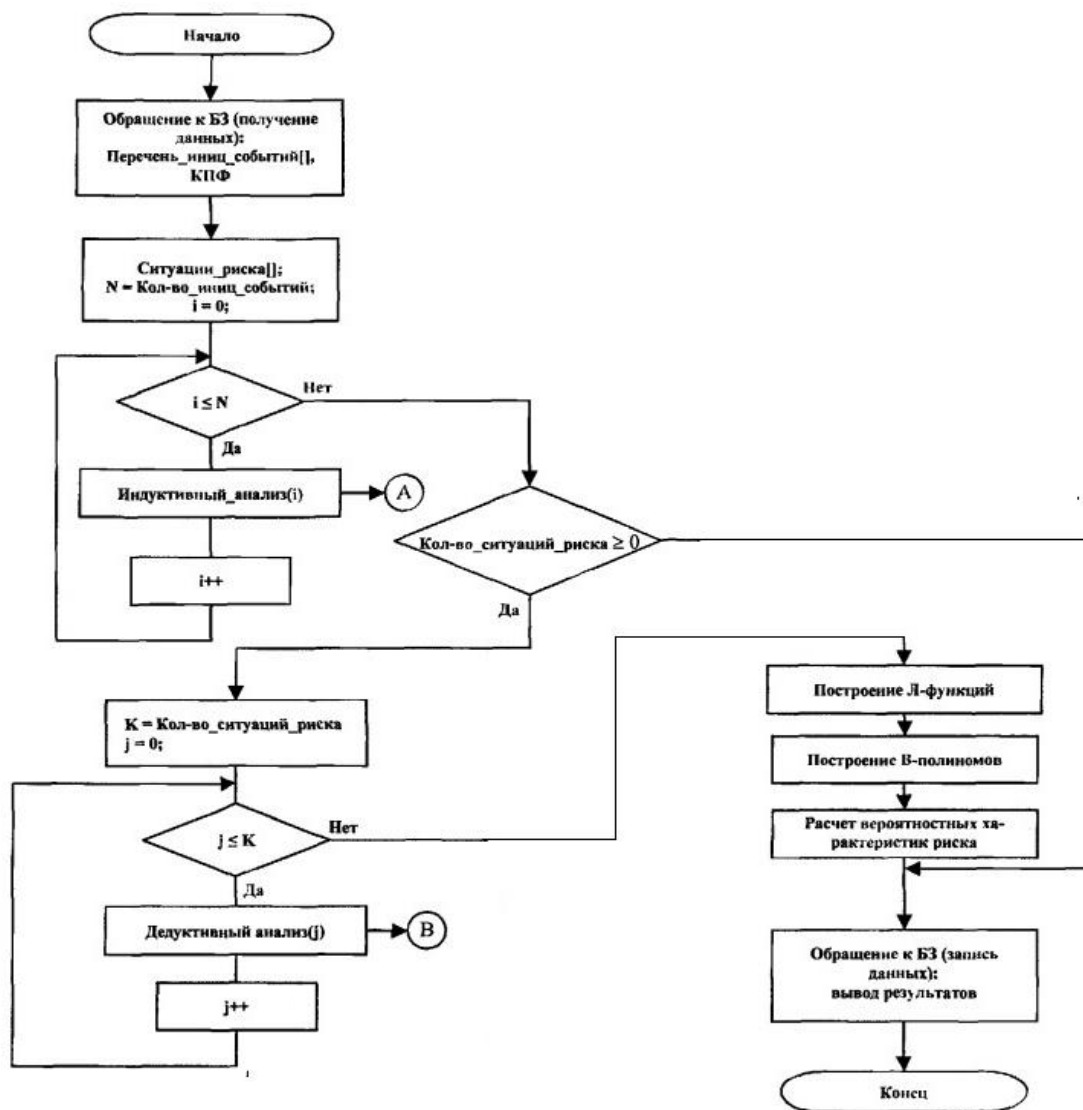 Начало
Обращение к БЗ (получение
данных):
Перечень_иниц_событий[],
КПФ
Ситуации_риска[];
N = Кол-во_иниц_событий;
i = 0;
i ≤ N
Нет
Да
Индуктивный_анализ(i)
А
i++
Кол-во_ситуаций_риска ≥ 0
Да
K = Кол-во_ситуаций_риска
j = 0;
j ≤ K
Нет
Да
Дедуктивный анализ(j)
В
j++
Построение Л-функций
Построение В-полиномов
Расчет вероятностных ха-
рактеристик риска
Обращение к БЗ (запись
данных):
вывод результатов
Конец